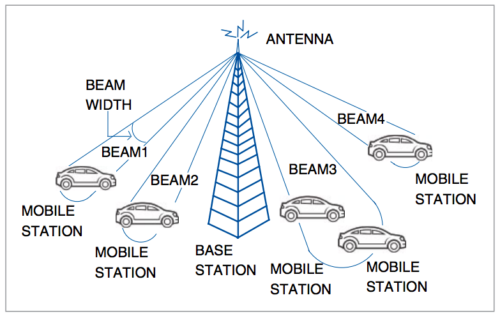 ANTENNA
BEAM
WIDTH
BEAM4
BEAM1
BEAM3
BEAM2
MOBILE
STATION
MOBILE
STATION
MOBILE
STATION
BASE
STATION
MOBILE
STATION
MOBILE
STATION